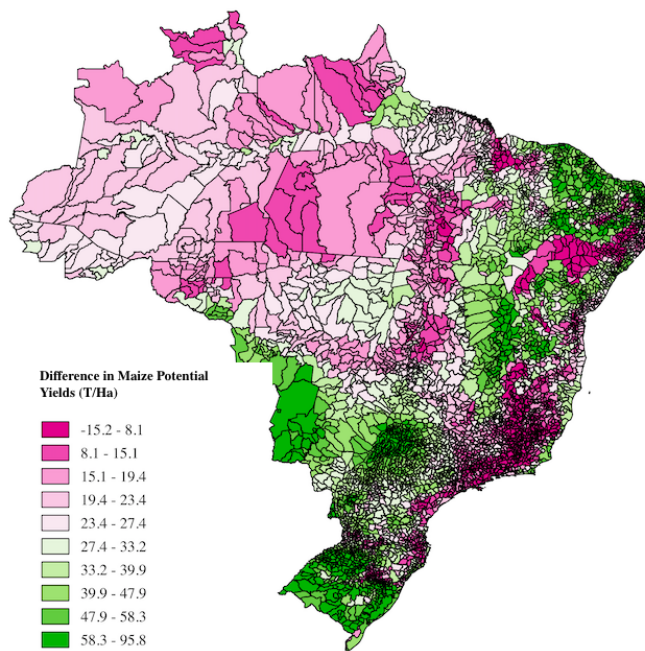 Difference in Maize Potential
Yields (T/Ha)
-15.2 - 8.1
8.1 - 15.1
15.1 - 19.4
19.4 - 23.4
23.4 - 27.4
27.4 - 33.2
33.2 - 39.9
39.9 - 47.9
47.9 - 58.3
58.3 - 95.8